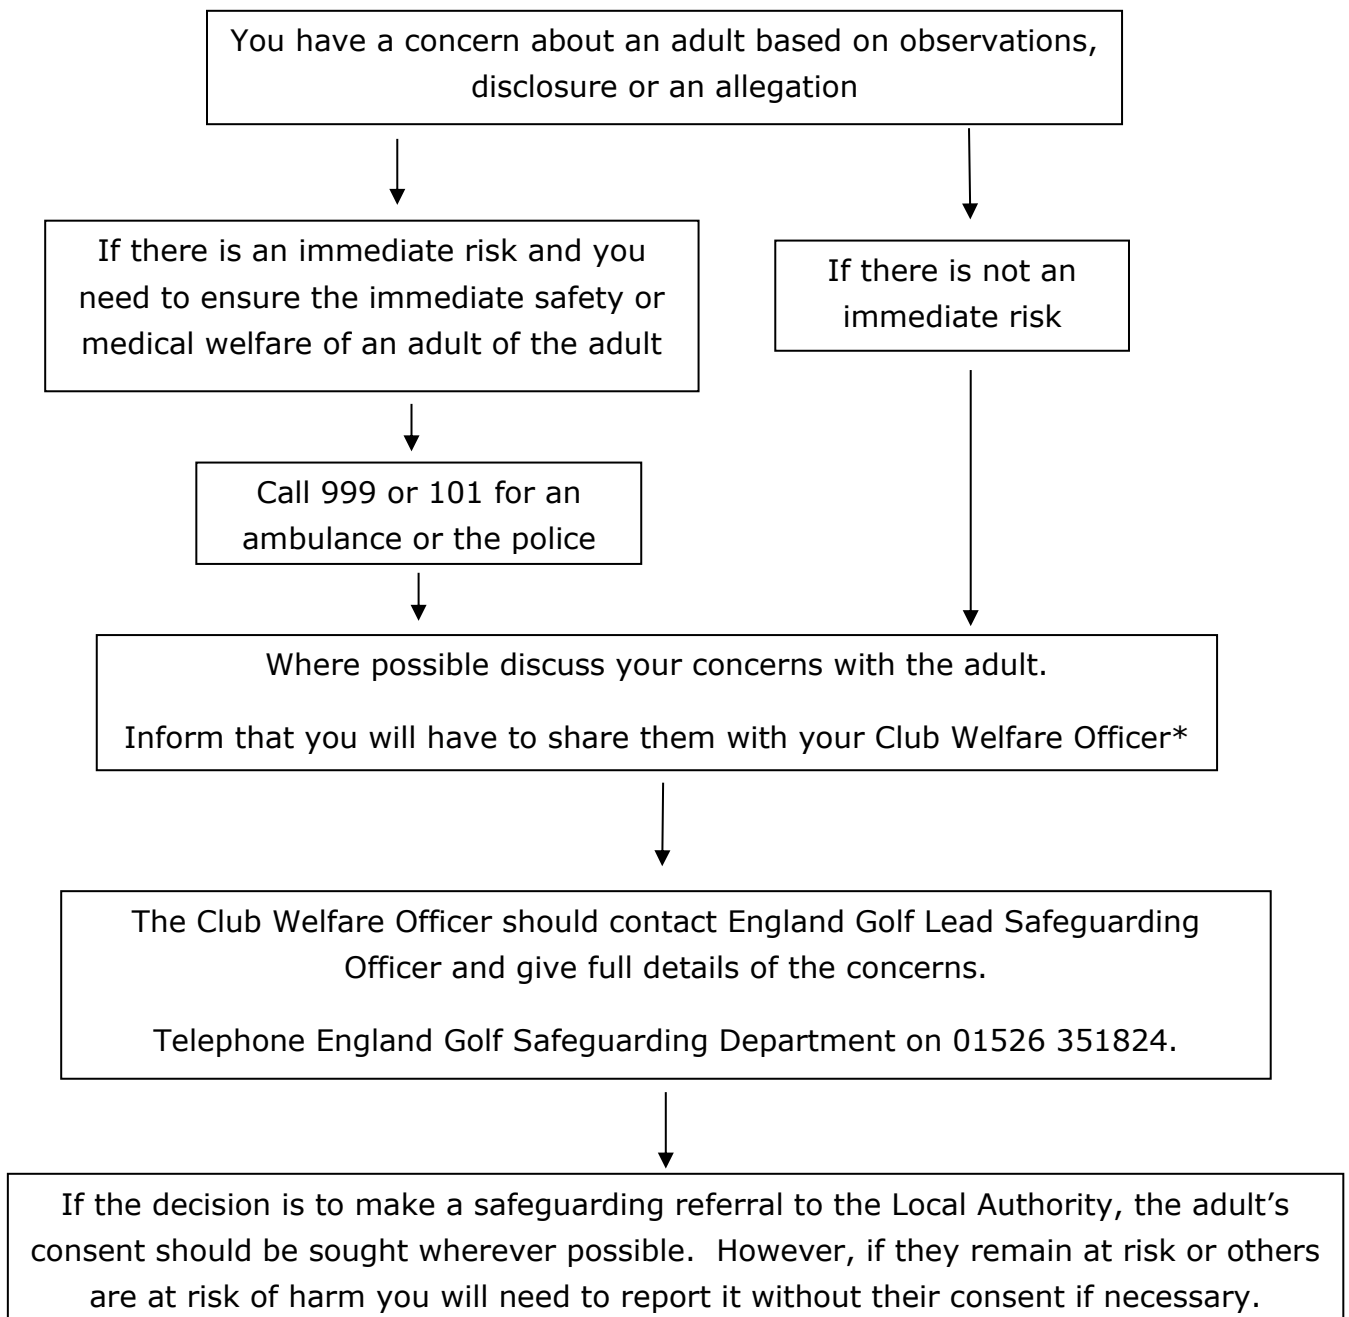 You have a concern about an adult based on observations,
disclosure or an allegation
If there is an immediate risk and you
need to ensure the immediate safety or
medical welfare of an adult of the adult
If there is not an
immediate risk
Call 999 or 101 for an
ambulance or the police
Where possible discuss your concerns with the adult.
Inform that you will have to share them with your Club Welfare Officer*
The Club Welfare Officer should contact England Golf Lead Safeguarding
Officer and give full details of the concerns.
Telephone England Golf Safeguarding Department on 01526 351824.
If the decision is to make a safeguarding referral to the Local Authority, the adult’s
consent should be sought wherever possible.  However, if they remain at risk or others
are at risk of harm you will need to report it without their consent if necessary.